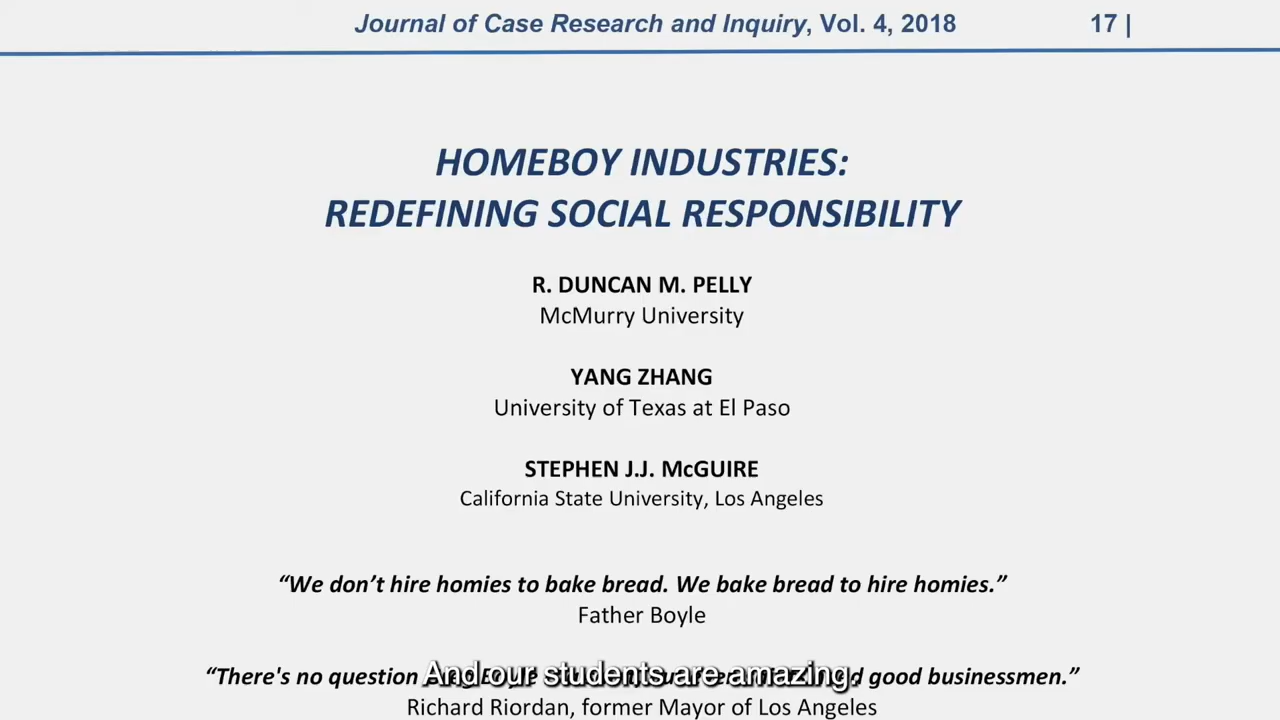 Journal of Case Research and Inquiry, Vol. 4, 2018 17 |
HOMEBOY INDUSTRIES:
REDEFINING SOCIAL RESPONSIBILITY
R. DUNCAN M. PELLY
McMurry University
YANG ZHANG
University of Texas at El Paso
STEPHEN J.J. McGUIRE
California State University, Los Angeles
“We don’t hire homies to bake bread. We bake bread to hire homies.”
Father Boyle
“There's no question good businessmen.”
And our students are amazing.
Richard Riordan, former Mayor of Los Angeles